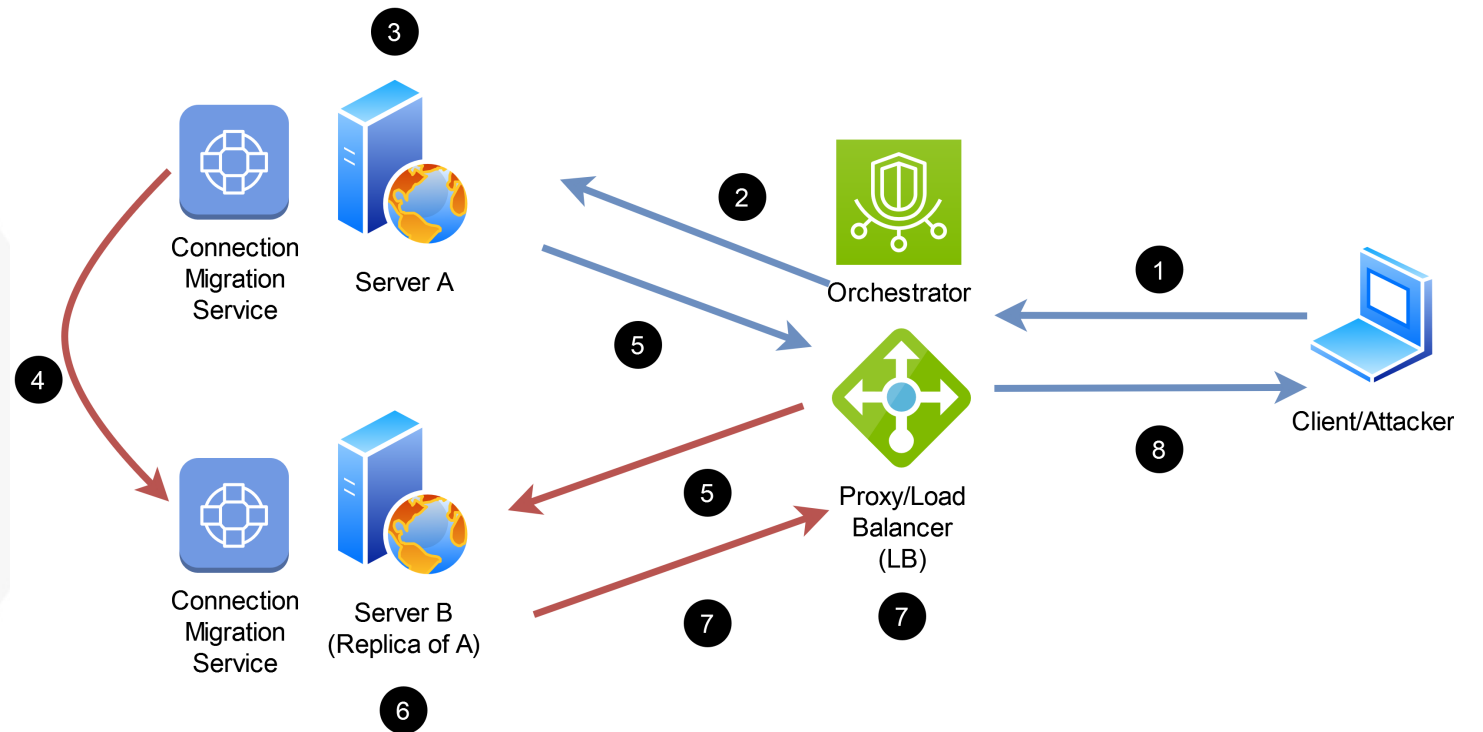 3
Connection
Migration
Service
Server A
2
Orchestrator
1
5
4
Client/Attacker
8
5
Proxy/Load
Balancer
(LB)
Connection
Migration
Service
Server B
(Replica of A)
7
7
6